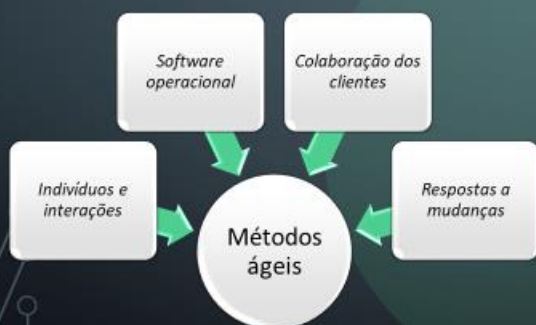 Software
operacional
Colaboração dos
clientes
Indivíduos e
interações
Respostas a
mudanças
Métodos
ágeis